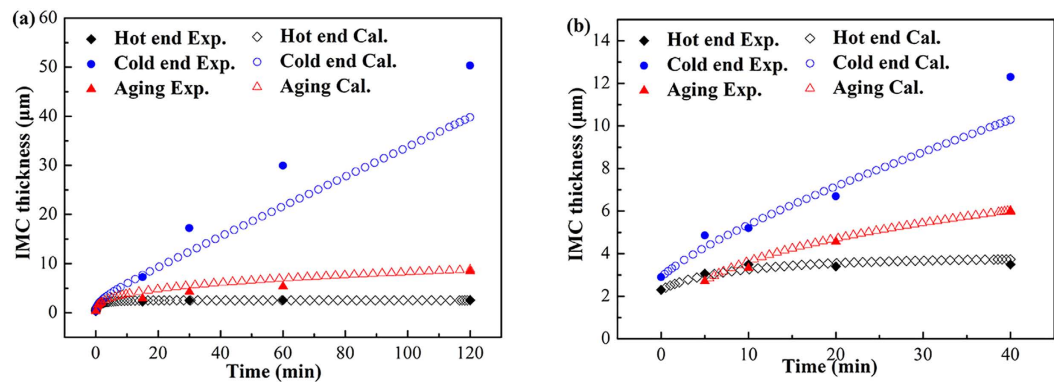 (a)
60
50
40
30
20
10
0
IMC thickness (μm)
Hot end Exp.
Cold end Exp.
Aging Exp.
Hot end Cal.
Cold end Cal.
Aging Cal.
0 20 40 60 80 100 120
Time (min)
(b)
14
12
10
8
6
4
2
0
IMC thickness (μm)
Hot end Exp.
Cold end Exp.
Aging Exp.
Hot end Cal.
Cold end Cal.
Aging Cal.
0 10 20 30 40
Time (min)